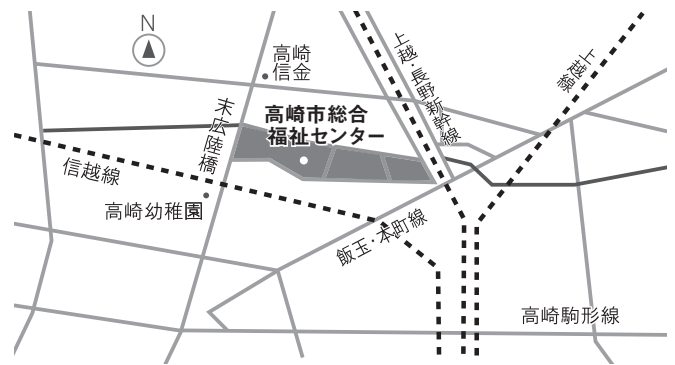 N
高崎
信金
上越・長野新幹線
上越線
末広陸橋
高崎市総合
福祉センター
信越線
高崎幼稚園
飯玉・本町線
高崎駒形線